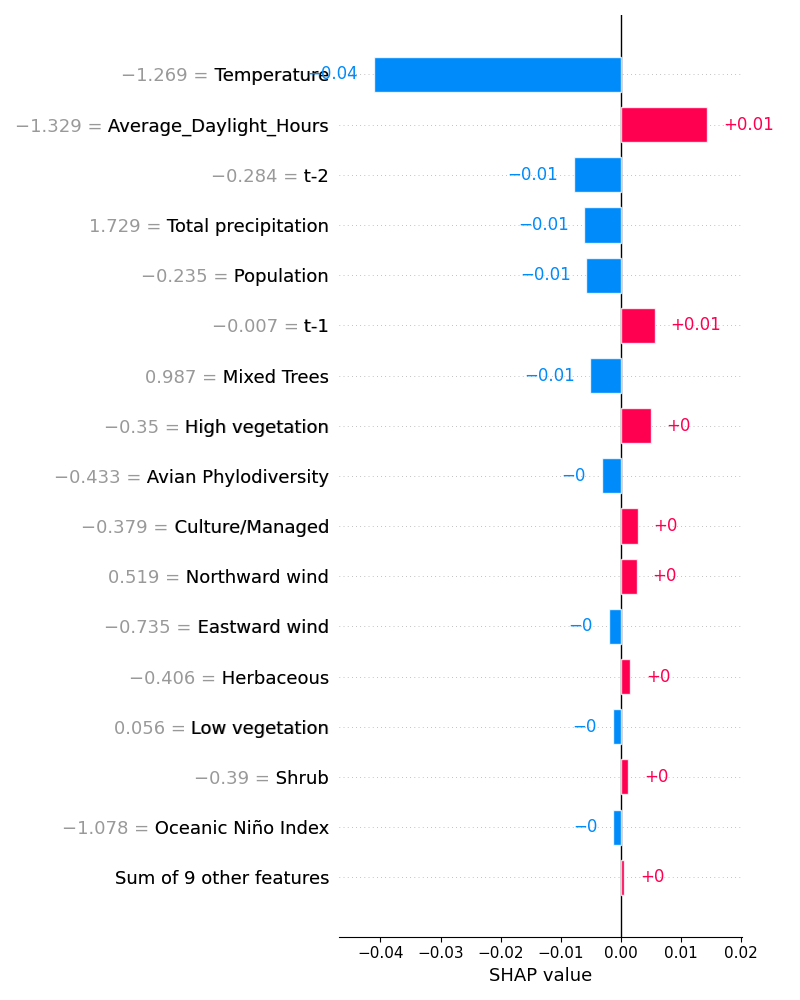 −1.269 = Temperature −0.04
−1.329 = Average_Daylight_Hours +0.01
−0.284 = t-2 −0.01
1.729 = Total precipitation −0.01
−0.235 = Population −0.01
−0.007 = t-1 +0.01
0.987 = Mixed Trees −0.01
−0.35 = High vegetation +0
−0.433 = Avian Phylodiversity −0
−0.379 = Culture/Managed +0
0.519 = Northward wind +0
−0.735 = Eastward wind −0
−0.406 = Herbaceous +0
0.056 = Low vegetation −0
−0.39 = Shrub +0
−1.078 = Oceanic Niño Index −0
Sum of 9 other features +0
−0.04 −0.03 −0.02 −0.01 0.00 0.01 0.02
SHAP value